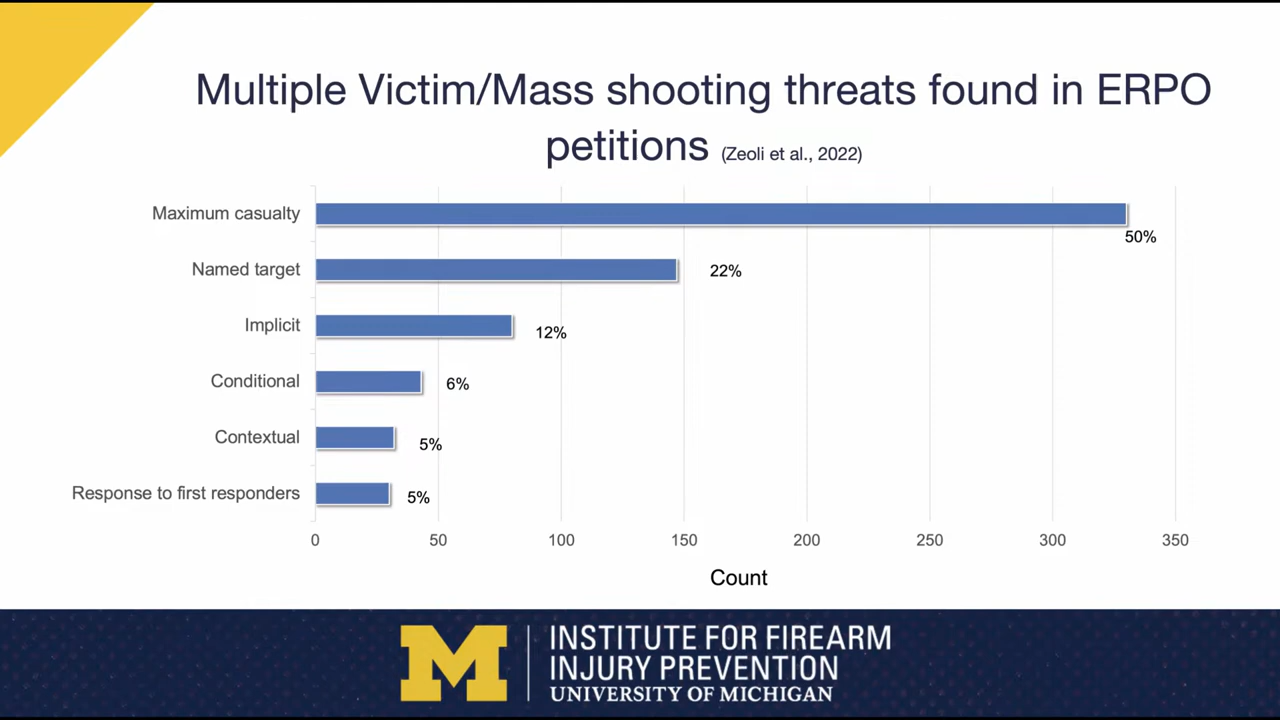 Multiple Victim/Mass shooting threats found in ERPO
petitions (Zeoli et al., 2022)
Maximum casualty
50%
Named target
22%
Implicit
12%
Conditional
6%
Contextual
5%
Response to first responders
5%
0 50 100 150 200 250 300 350
Count
M
INSTITUTE FOR FIREARM
INJURY PREVENTION
UNIVERSITY OF MICHIGAN